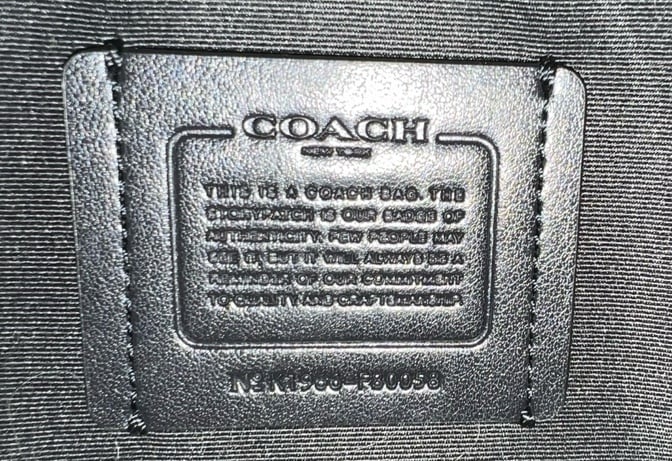 COACH
NEW YORK
THIS IS A COACH BAG. THE
STORYPATCH IS OUR BADGE OF
AUTHENTICITY. FEW PEOPLE MAY
SEE IT, BUT IT WILL ALWAYS BE A
REMINDER OF OUR COMMITMENT
TO QUALITY AND CRAFTSMANSHIP.